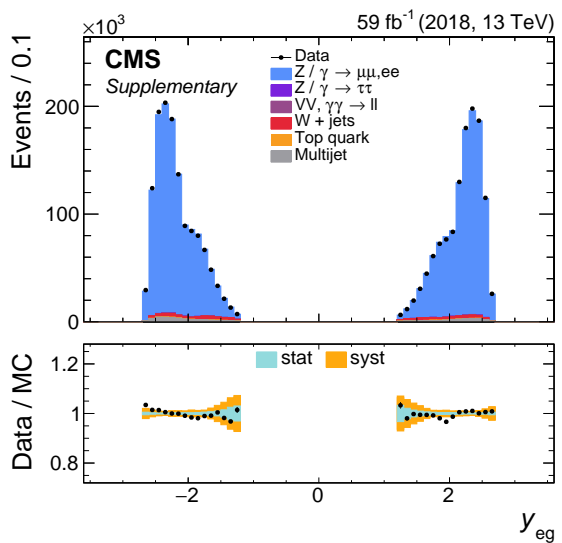 ×10³ 59 fb⁻¹ (2018, 13 TeV)
Events / 0.1
CMS
Supplementary
Data
Z / γ → μμ,ee
Z / γ → ττ
VV, γγ → ll
W + jets
Top quark
Multijet
200
100
0
Data / MC
stat syst
1.2
1
0.8
−2 0 2
y_eg